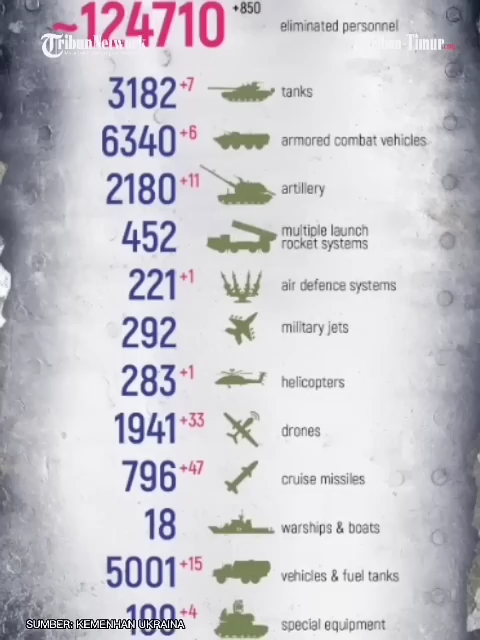 ~124710 +850 eliminated personnel
Tribun Network
-Timur
3182 +7 tanks
6340 +6 armored combat vehicles
2180 +11 artillery
452 multiple launch
rocket systems
221 +1 air defence systems
292 military jets
283 +1 helicopters
1941 +33 drones
796 +47 cruise missiles
18 warships & boats
5001 +15 vehicles & fuel tanks
+4 special equipment
SUMBER: KEMENHAN UKRAINA